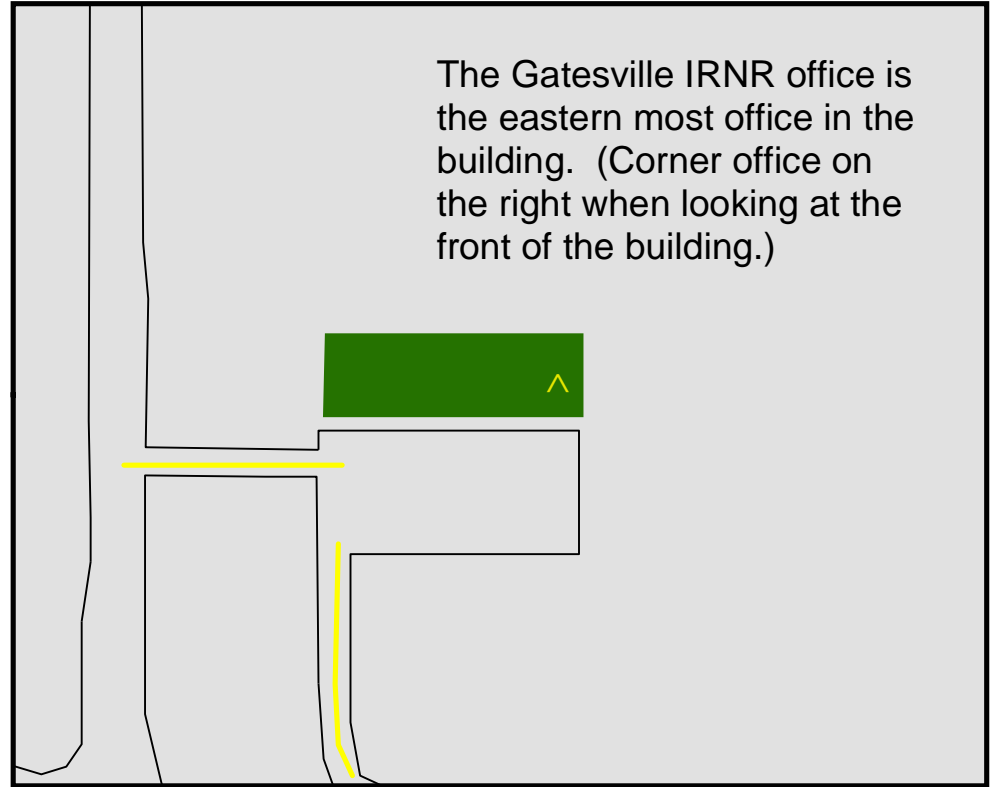 The Gatesville IRNR office is
the eastern most office in the
building.  (Corner office on
the right when looking at the
front of the building.)